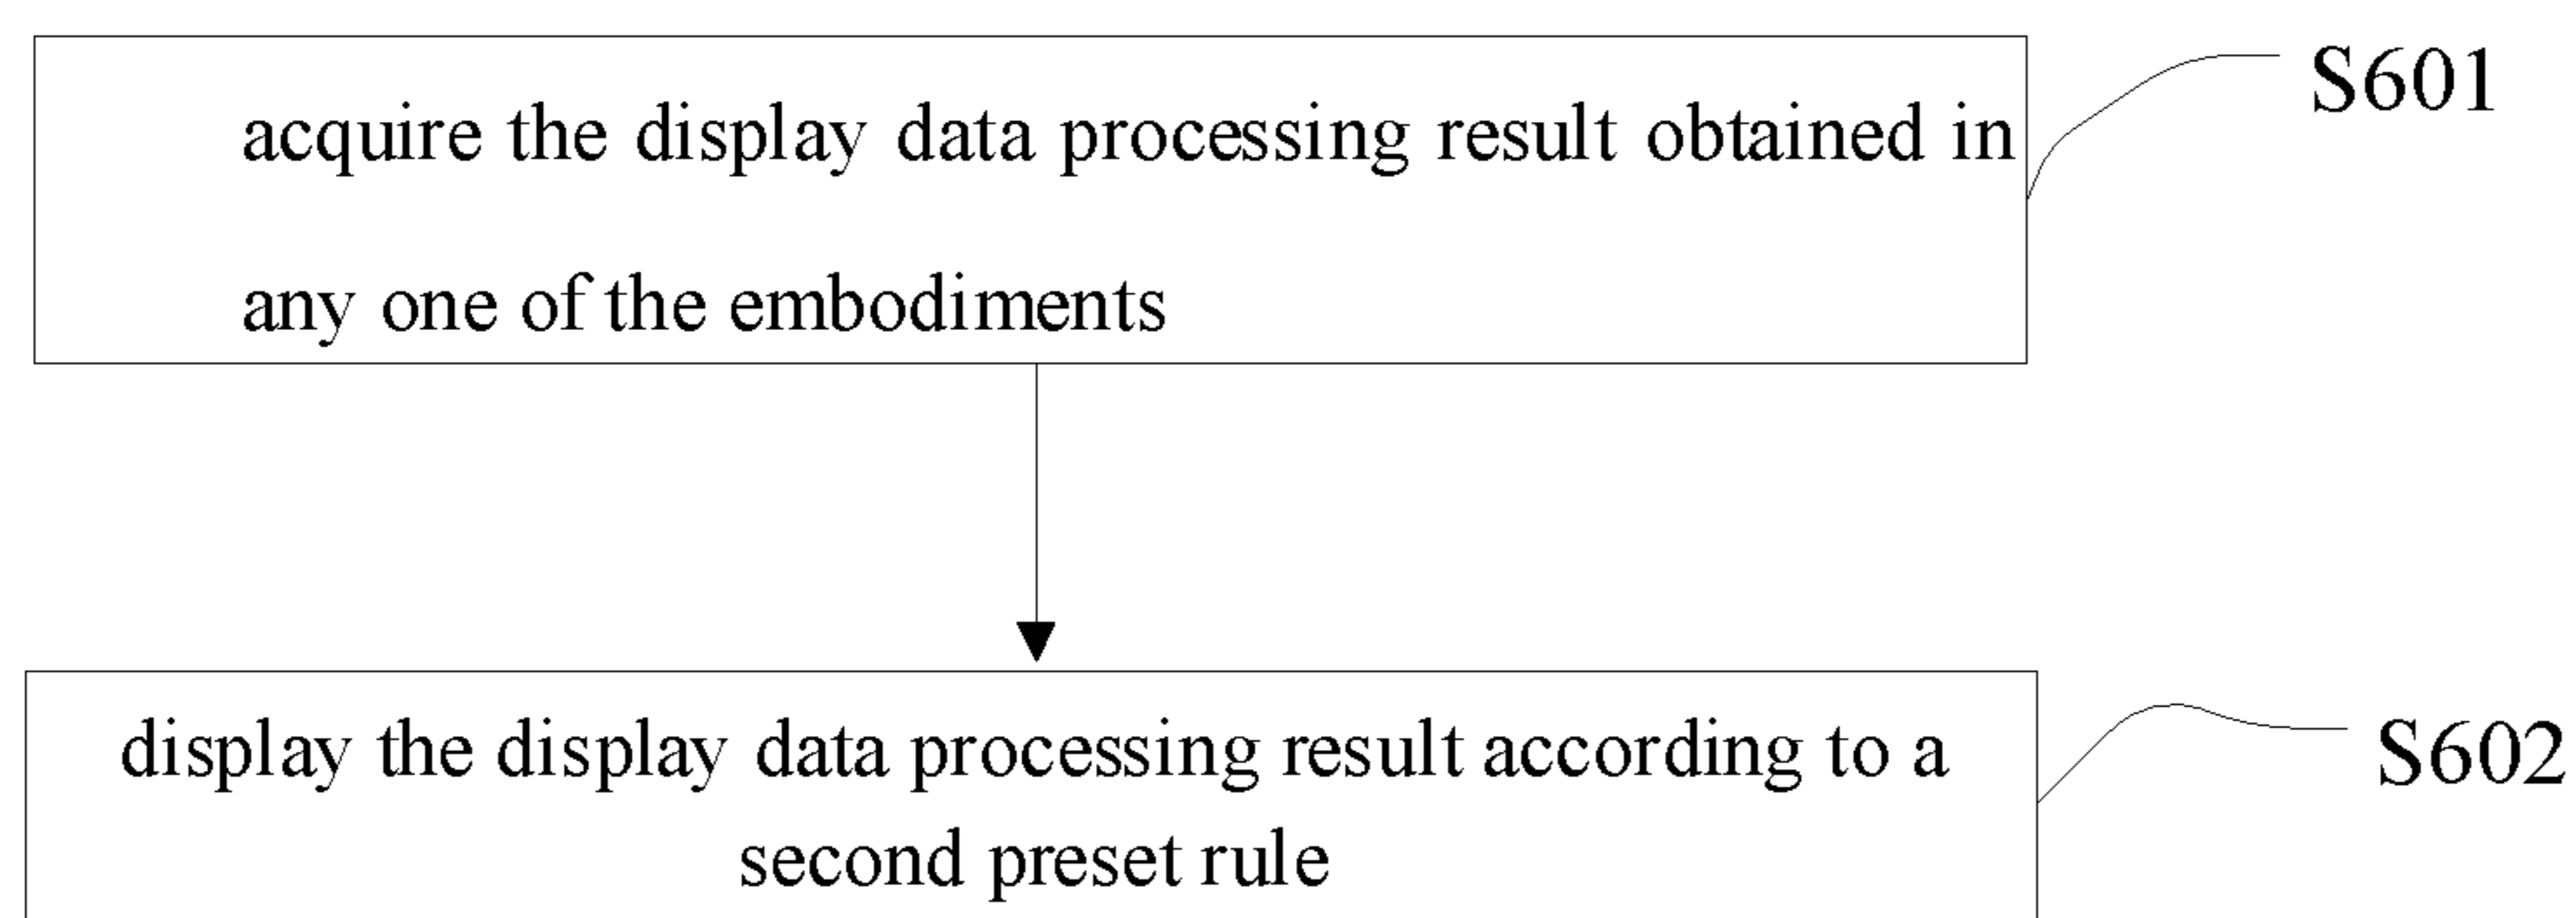 acquire the display data processing result obtained in
any one of the embodiments
S601
display the display data processing result according to a
second preset rule
S602